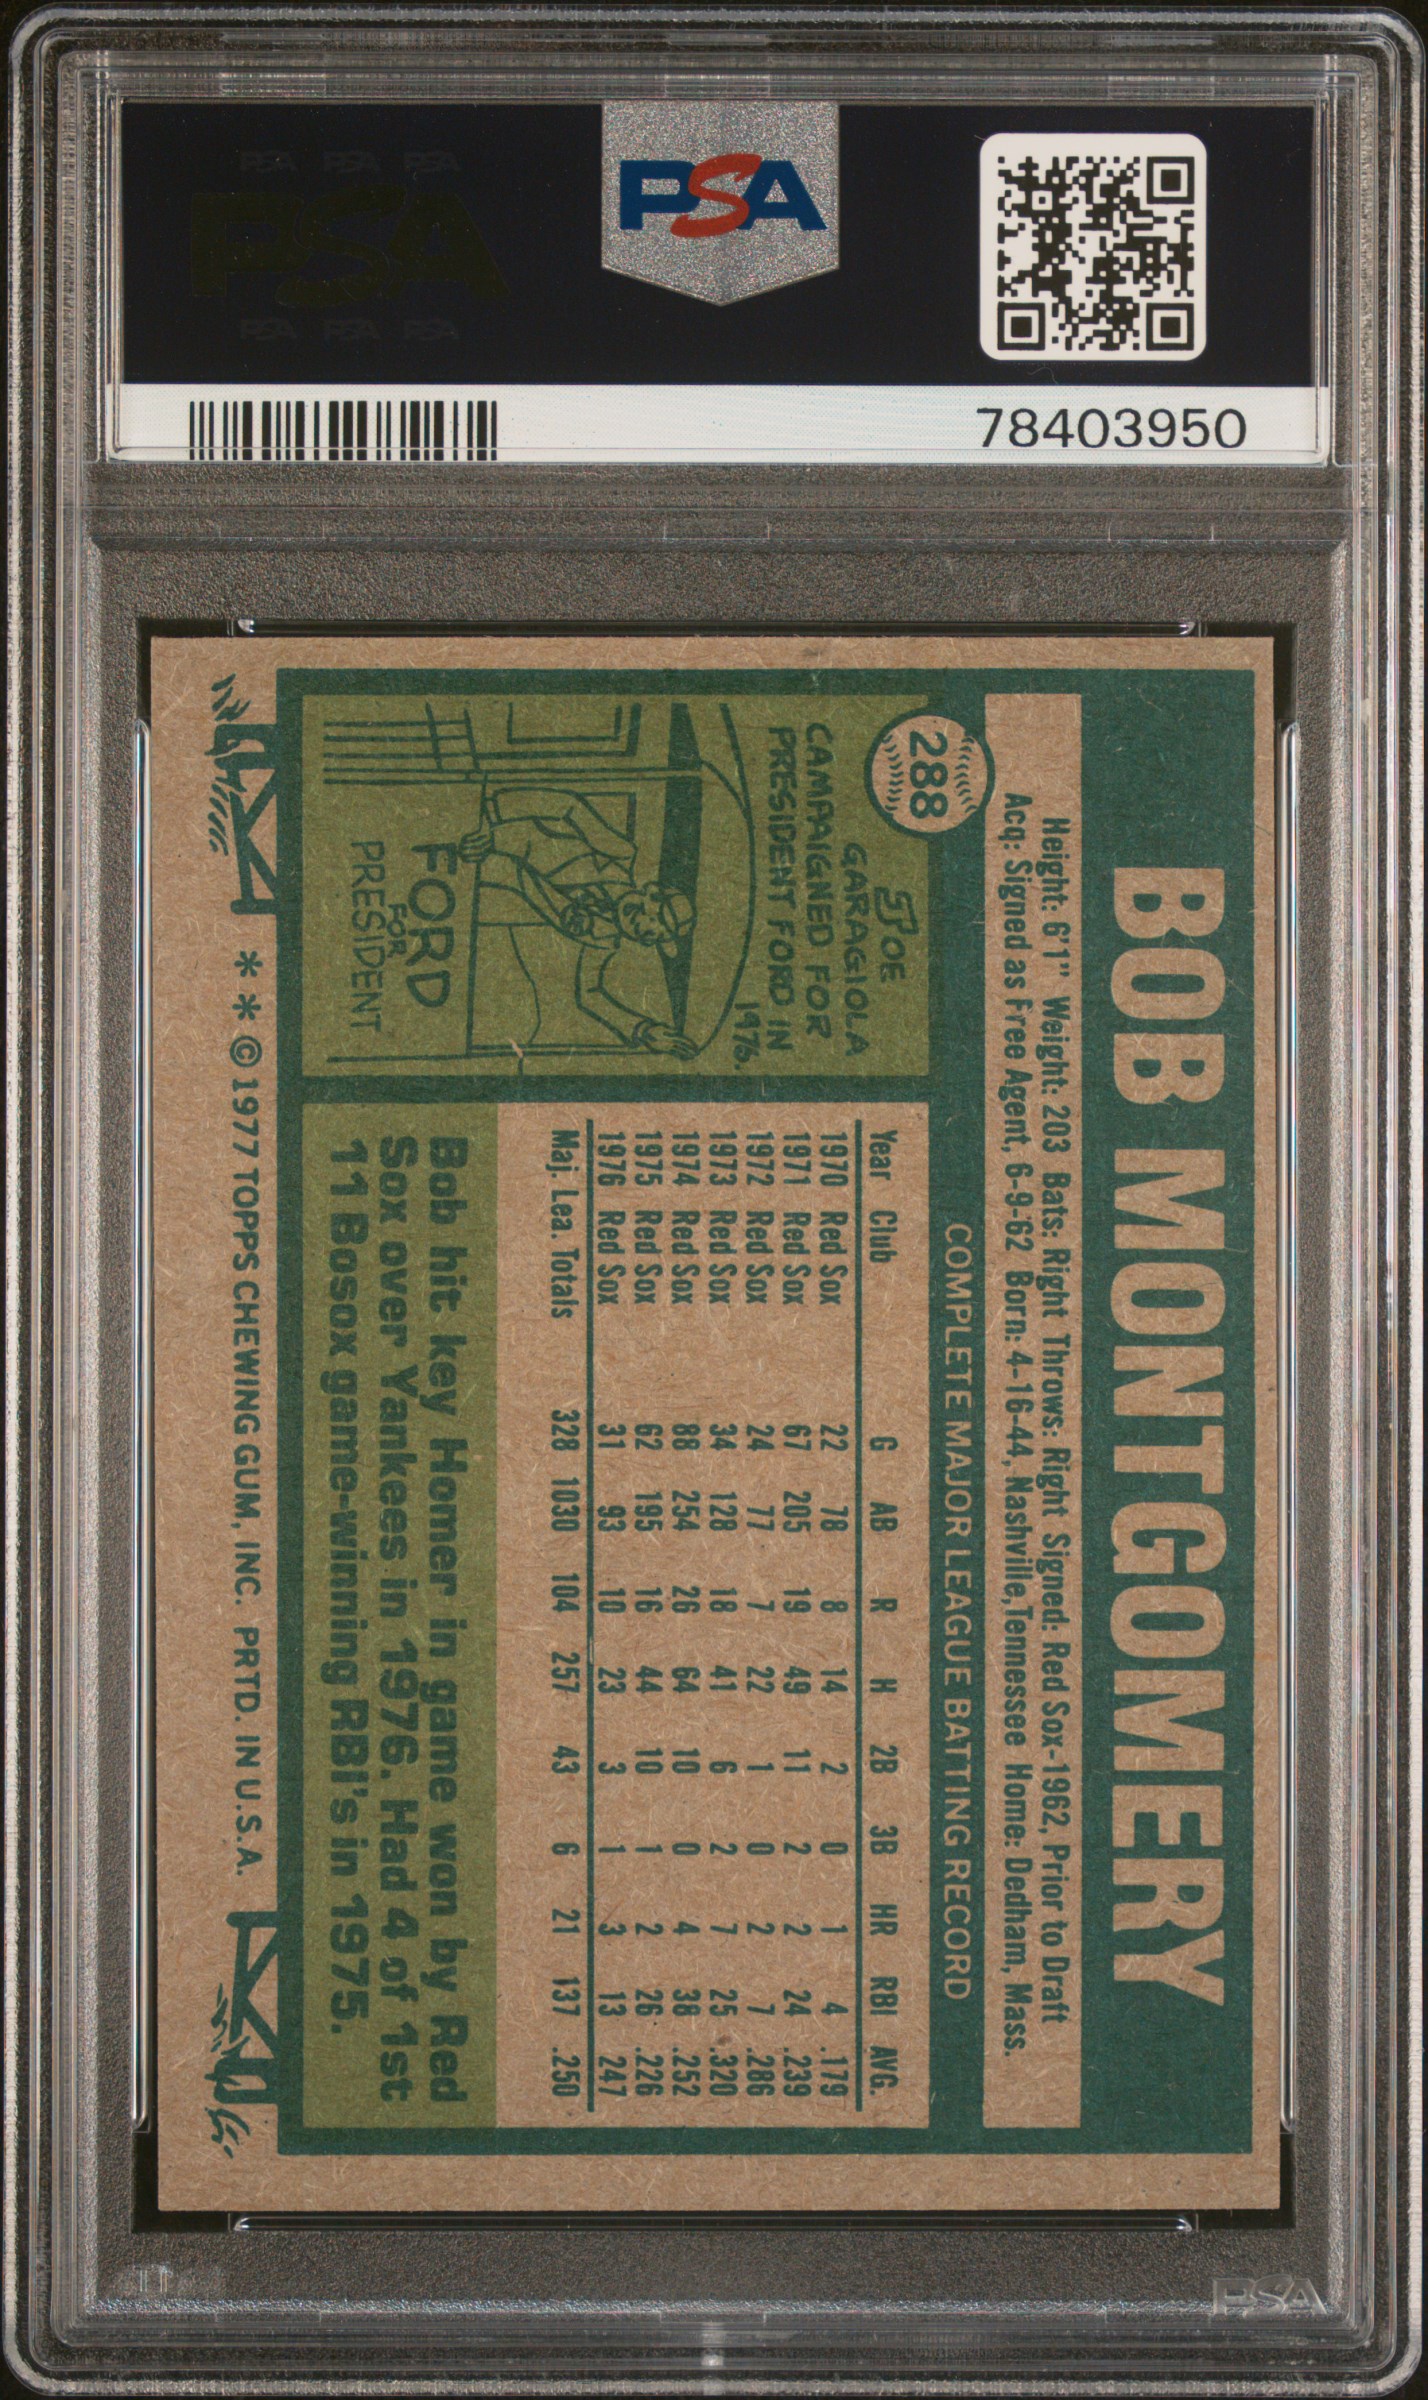 PSA PSA PSA
PSA
PSA PSA PSA
PSA
78403950
BOB MONTGOMERY
Height: 6'1" Weight: 203 Bats: Right Throws: Right Signed: Red Sox-1962, Prior to Draft
Acq: Signed as Free Agent, 6-9-62 Born: 4-16-44, Nashville, Tennessee Home: Dedham, Mass.
288
COMPLETE MAJOR LEAGUE BATTING RECORD
JOE
GARAGIOLA
CAMPAIGNED FOR
PRESIDENT FORD IN
1976.
FORD
FOR
PRESIDENT
Year Club G AB R H 2B 3B HR RBI AVG.
1970 Red Sox 22 78 8 14 2 0 1 4 .179
1971 Red Sox 67 205 19 49 11 2 2 24 .239
1972 Red Sox 24 77 7 22 1 0 2 7 .286
1973 Red Sox 34 128 18 41 6 2 7 25 .320
1974 Red Sox 88 254 26 64 10 0 4 38 .252
1975 Red Sox 62 195 16 44 10 1 2 26 .226
1976 Red Sox 31 93 10 23 3 1 3 13 .247
Maj. Lea. Totals 328 1030 104 257 43 6 21 137 .250
Bob hit key Homer in game won by Red
Sox over Yankees in 1976. Had 4 of 1st
11 Bosox game-winning RBI's in 1975.
* * © 1977 TOPPS CHEWING GUM, INC. PRTD. IN U.S.A.
PSA